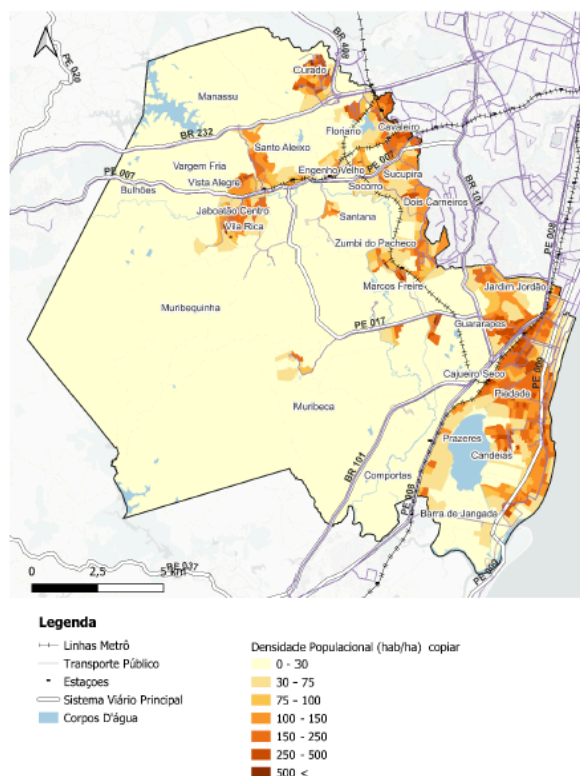 PE 020
BR 408
Curado
Manassu
Floriano
Cavaleiro
BR 232
Santo Aleixo
PE 007
Vargem Fria
Engenho Velho
PE 008
Bulhões
Vista Alegre
Socorro
Sucupira
BR 101
Jaboatão Centro
Dois Carneiros
Vila Rica
Santana
PE 008
Zumbi do Pacheco
Marcos Freire
Jardim Jordão
Muribequinha
PE 017
Guararapes
PE 009
Cajueiro Seco
Piedade
Muribeca
Prazeres
Candeias
BR 101
Comportas
PE 008
Barra de Jangada
PE 037
PE 009
0 2,5 5 km
Legenda
Linhas Metrô
Transporte Público
Estaçoes
Sistema Viário Principal
Corpos D'água
Densidade Populacional (hab/ha) copiar
0 - 30
30 - 75
75 - 100
100 - 150
150 - 250
250 - 500
500 <